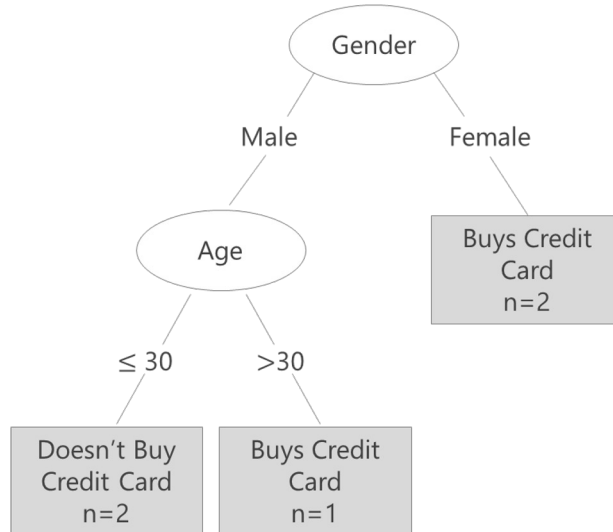 Gender
Male
Female
Age
Buys Credit
Card
n=2
≤ 30
>30
Doesn’t Buy
Credit Card
n=2
Buys Credit
Card
n=1